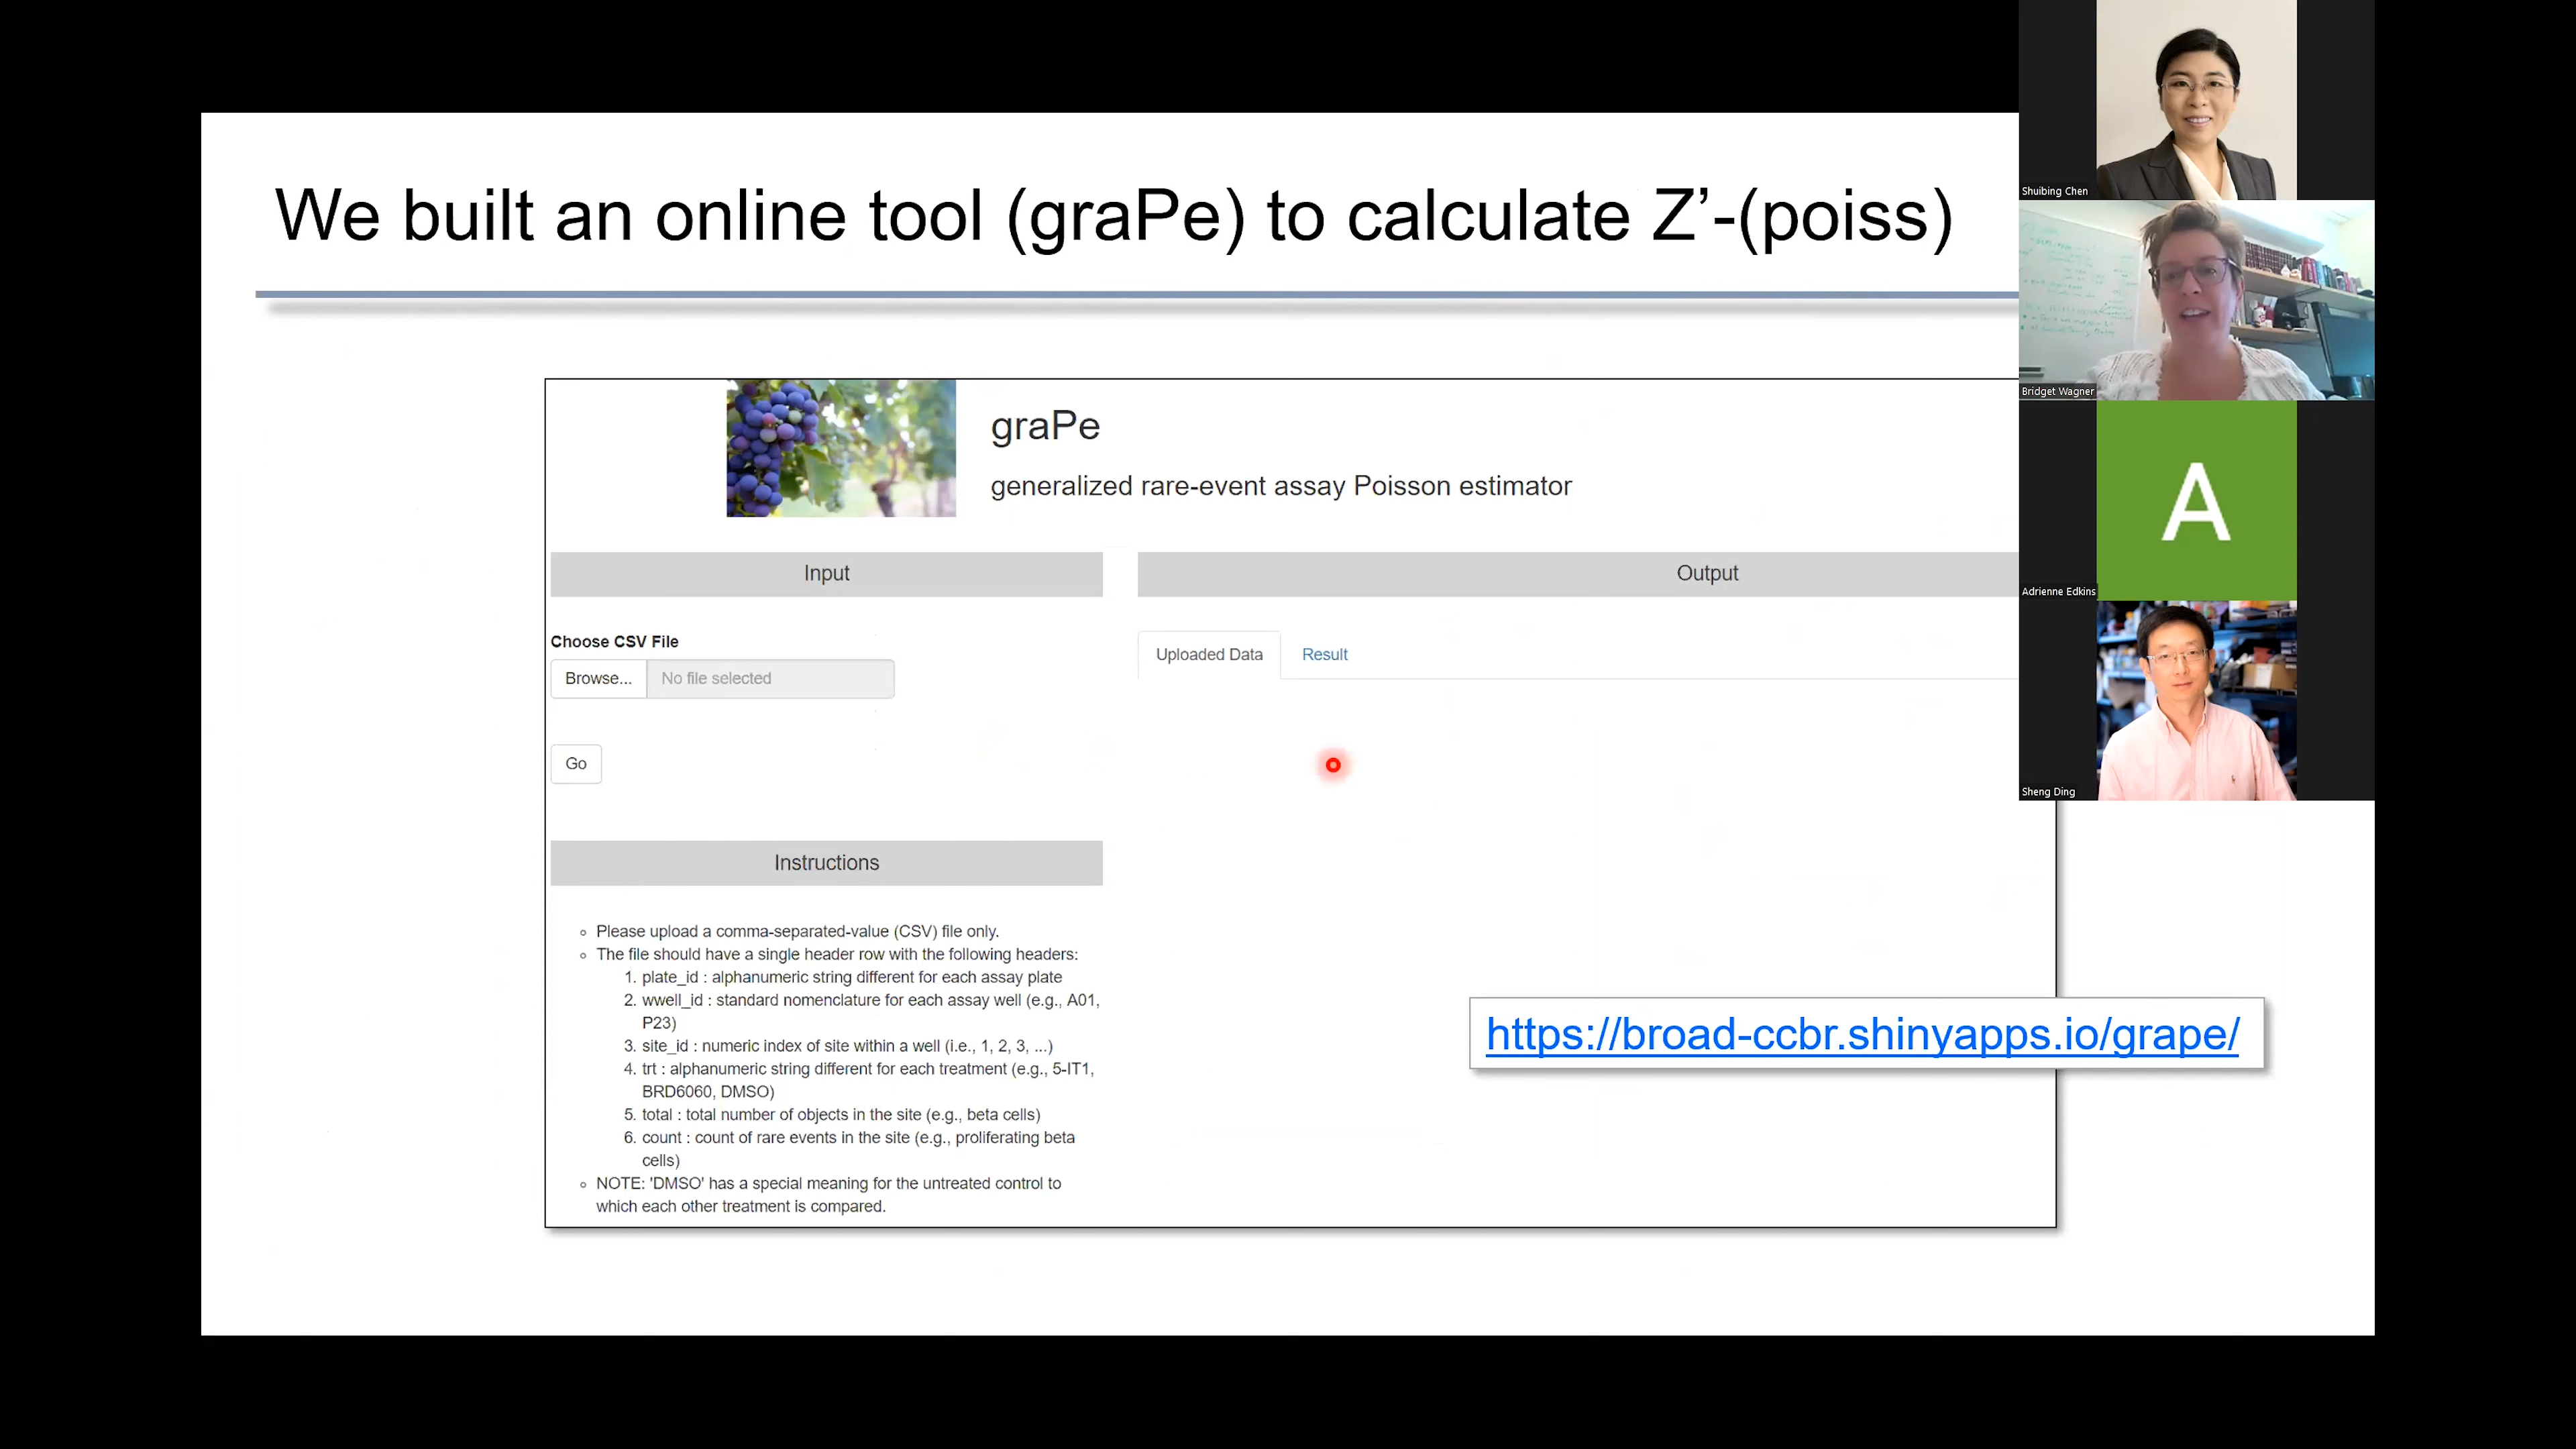 We built an online tool (graPe) to calculate Z’-(poiss)
graPe
generalized rare-event assay Poisson estimator
Input
Output
Choose CSV File
Browse...
No file selected
Uploaded Data
Result
Go
Instructions
Please upload a comma-separated-value (CSV) file only.
The file should have a single header row with the following headers:
1. plate_id : alphanumeric string different for each assay plate
2. wwell_id : standard nomenclature for each assay well (e.g., A01,
P23)
3. site_id : numeric index of site within a well (i.e., 1, 2, 3, ...)
4. trt : alphanumeric string different for each treatment (e.g., 5-IT1,
BRD6060, DMSO)
5. total : total number of objects in the site (e.g., beta cells)
6. count : count of rare events in the site (e.g., proliferating beta
cells)
NOTE: 'DMSO' has a special meaning for the untreated control to
which each other treatment is compared.
https://broad-ccbr.shinyapps.io/grape/
Shuibing Chen
Bridget Wagner
A
Adrienne Edkins
Sheng Ding